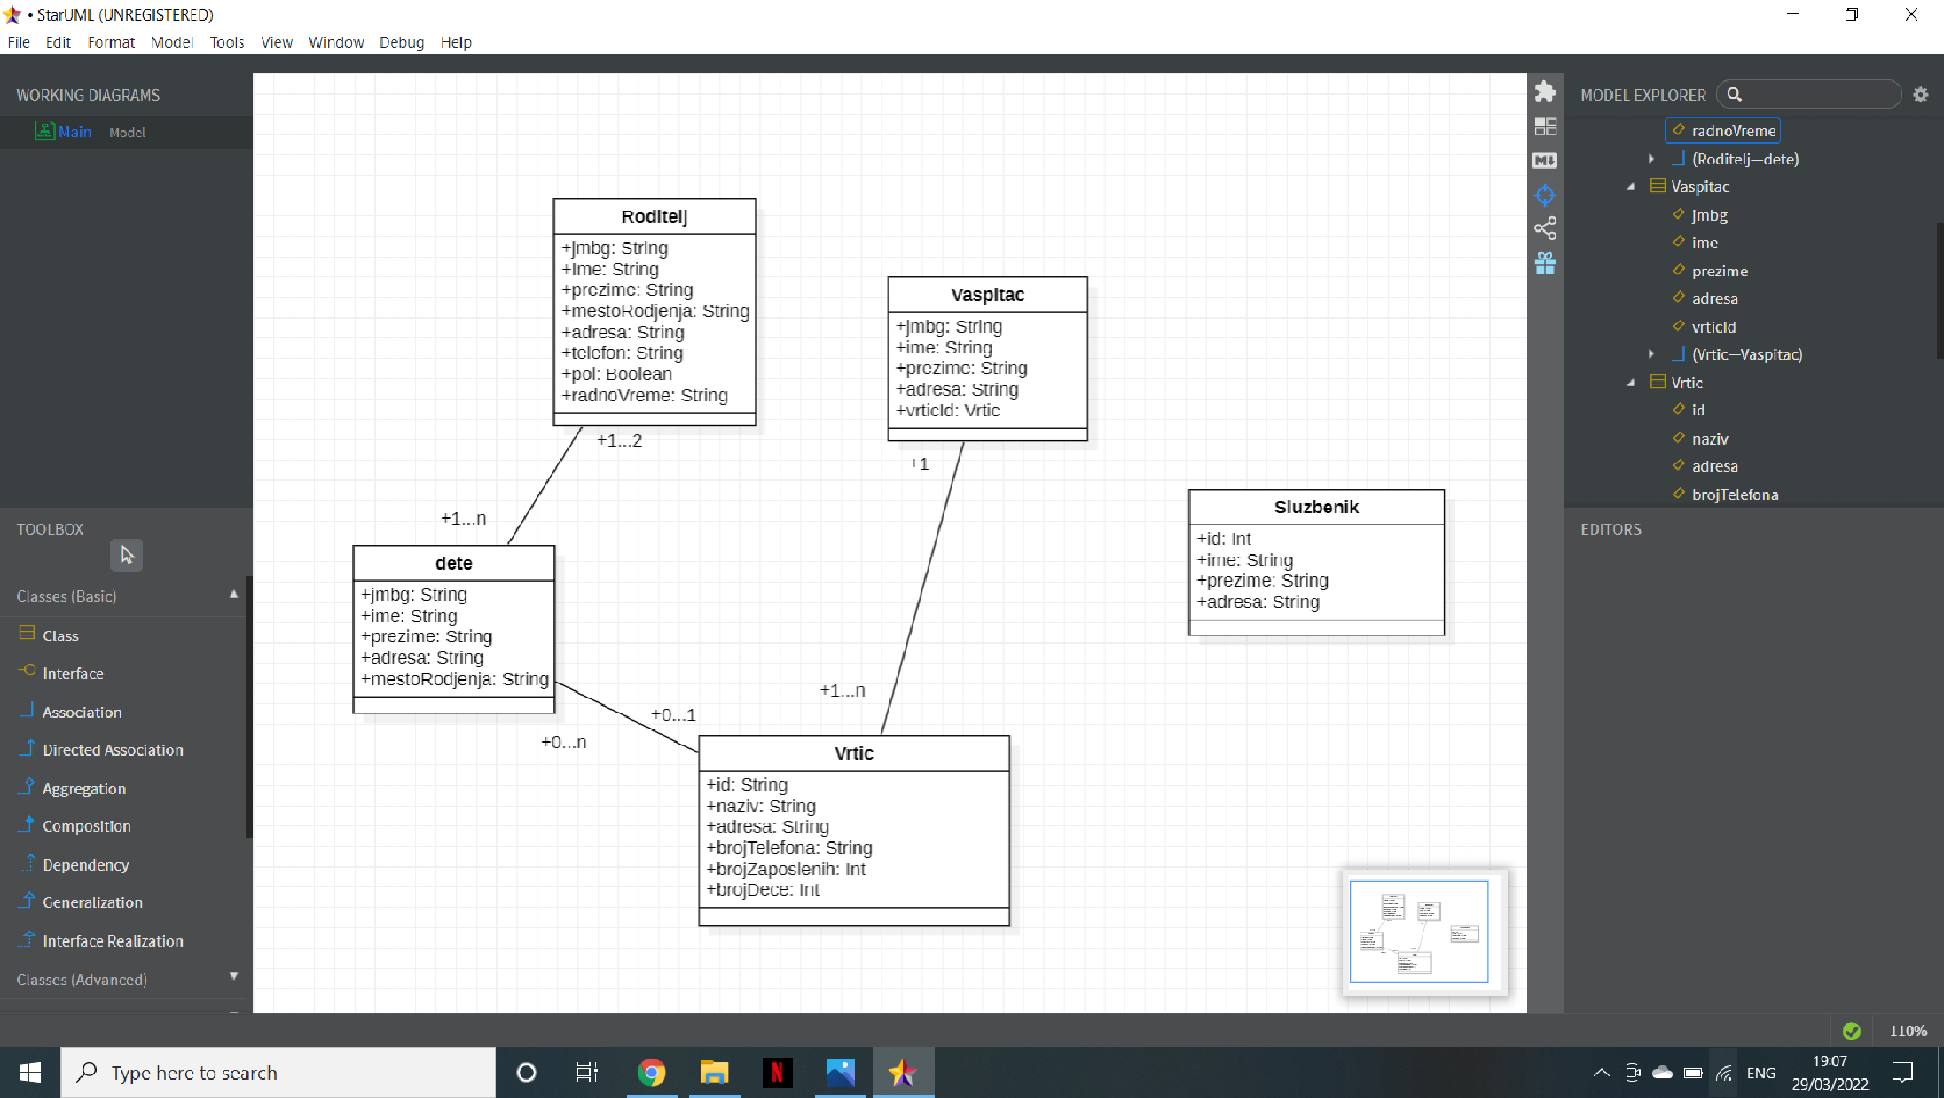 • StarUML (UNREGISTERED)
File Edit Format Model Tools View Window Debug Help
WORKING DIAGRAMS
Main Model
TOOLBOX
Classes (Basic)
Class
Interface
Association
Directed Association
Aggregation
Composition
Dependency
Generalization
Interface Realization
Classes (Advanced)
Roditelj
+jmbg: String
+ime: String
+prezime: String
+mestoRodjenja: String
+adresa: String
+telefon: String
+pol: Boolean
+radnoVreme: String
+1...2
+1...n
Vaspitac
+jmbg: String
+ime: String
+prezime: String
+adresa: String
+vrticId: Vrtic
+1
+1...n
dete
+jmbg: String
+ime: String
+prezime: String
+adresa: String
+mestoRodjenja: String
+0...1
+0...n
Vrtic
+id: String
+naziv: String
+adresa: String
+brojTelefona: String
+brojZaposlenih: Int
+brojDece: Int
Sluzbenik
+id: Int
+ime: String
+prezime: String
+adresa: String
M↓
MODEL EXPLORER
radnoVreme
(Roditelj—dete)
Vaspitac
jmbg
ime
prezime
adresa
vrticId
(Vrtic—Vaspitac)
Vrtic
id
naziv
adresa
brojTelefona
EDITORS
110%
Type here to search
N
ENG
19:07
29/03/2022